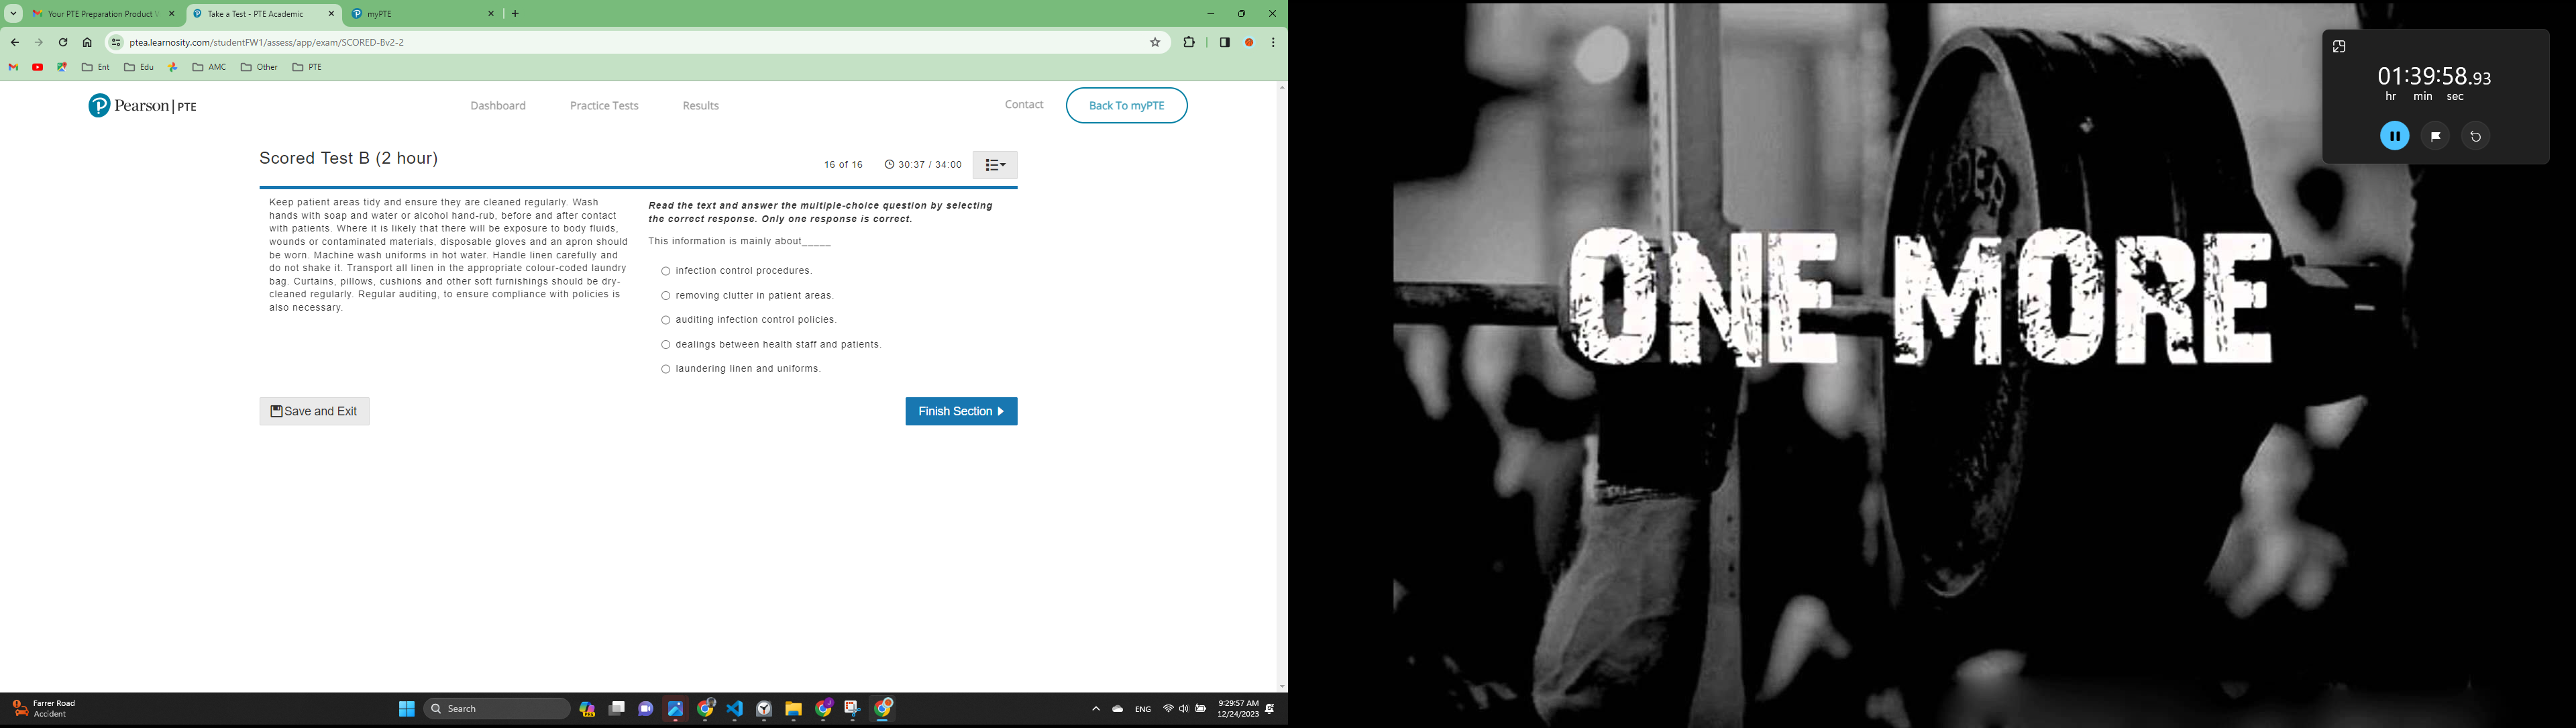 Your PTE Preparation Product V
Take a Test - PTE Academic
myPTE
ptea.learnosity.com/studentFW1/assess/app/exam/SCORED-Bv2-2
Ent
Edu
AMC
Other
PTE
Pearson | PTE
Dashboard
Practice Tests
Results
Contact
Back To myPTE
Scored Test B (2 hour)
16 of 16
30:37 / 34:00
Keep patient areas tidy and ensure they are cleaned regularly. Wash
hands with soap and water or alcohol hand-rub, before and after contact
with patients. Where it is likely that there will be exposure to body fluids,
wounds or contaminated materials, disposable gloves and an apron should
be worn. Machine wash uniforms in hot water. Handle linen carefully and
do not shake it. Transport all linen in the appropriate colour-coded laundry
bag. Curtains, pillows, cushions and other soft furnishings should be dry-
cleaned regularly. Regular auditing, to ensure compliance with policies is
also necessary.
Read the text and answer the multiple-choice question by selecting
the correct response. Only one response is correct.
This information is mainly about_____
infection control procedures.
removing clutter in patient areas.
auditing infection control policies.
dealings between health staff and patients.
laundering linen and uniforms.
Save and Exit
Finish Section
Farrer Road
Accident
Search
ENG
9:29:57 AM
12/24/2023
ONE MORE
01:39:58.93
hr min sec